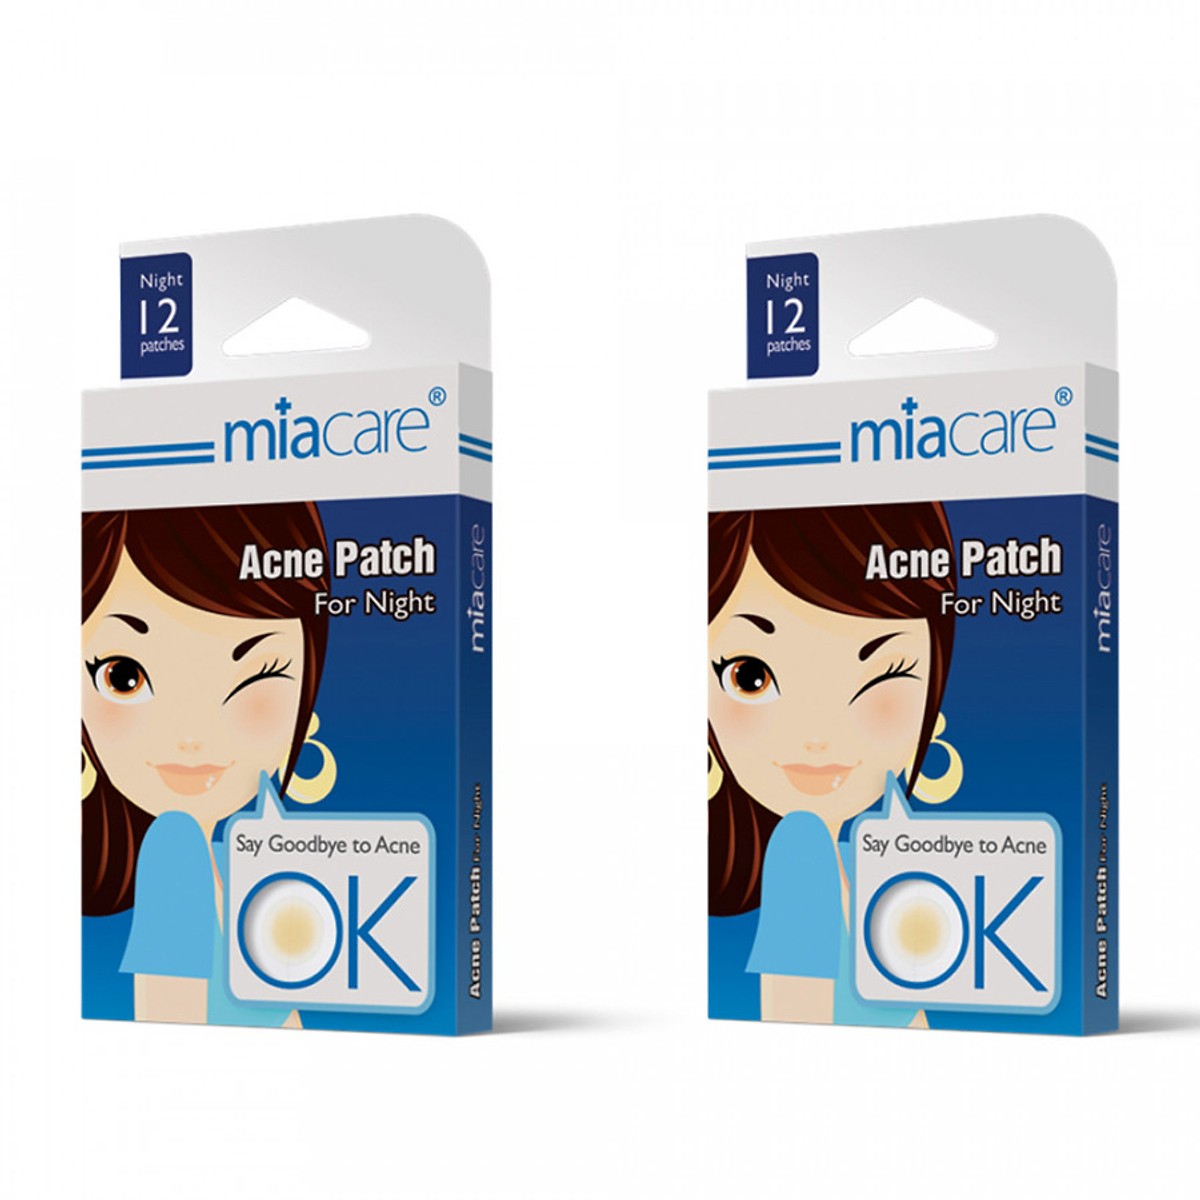 Night
12
patches
miacare®
Acne Patch
For Night
Say Goodbye to Acne
OK
miacare
Acne Patch For Night
Night
12
patches
miacare®
Acne Patch
For Night
Say Goodbye to Acne
OK
miacare
Acne Patch For Night